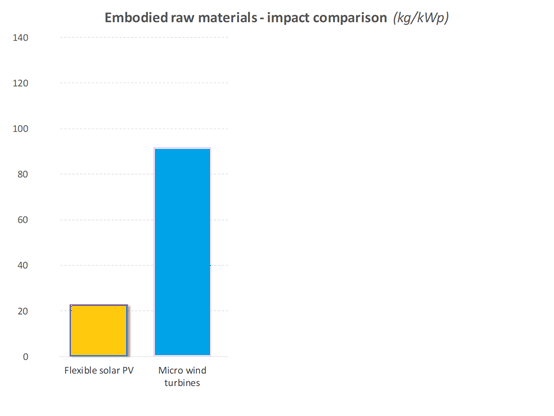 Embodied raw materials - impact comparison (kg/kWp)
140
120
100
80
60
40
20
0
Flexible solar PV
Micro wind
turbines